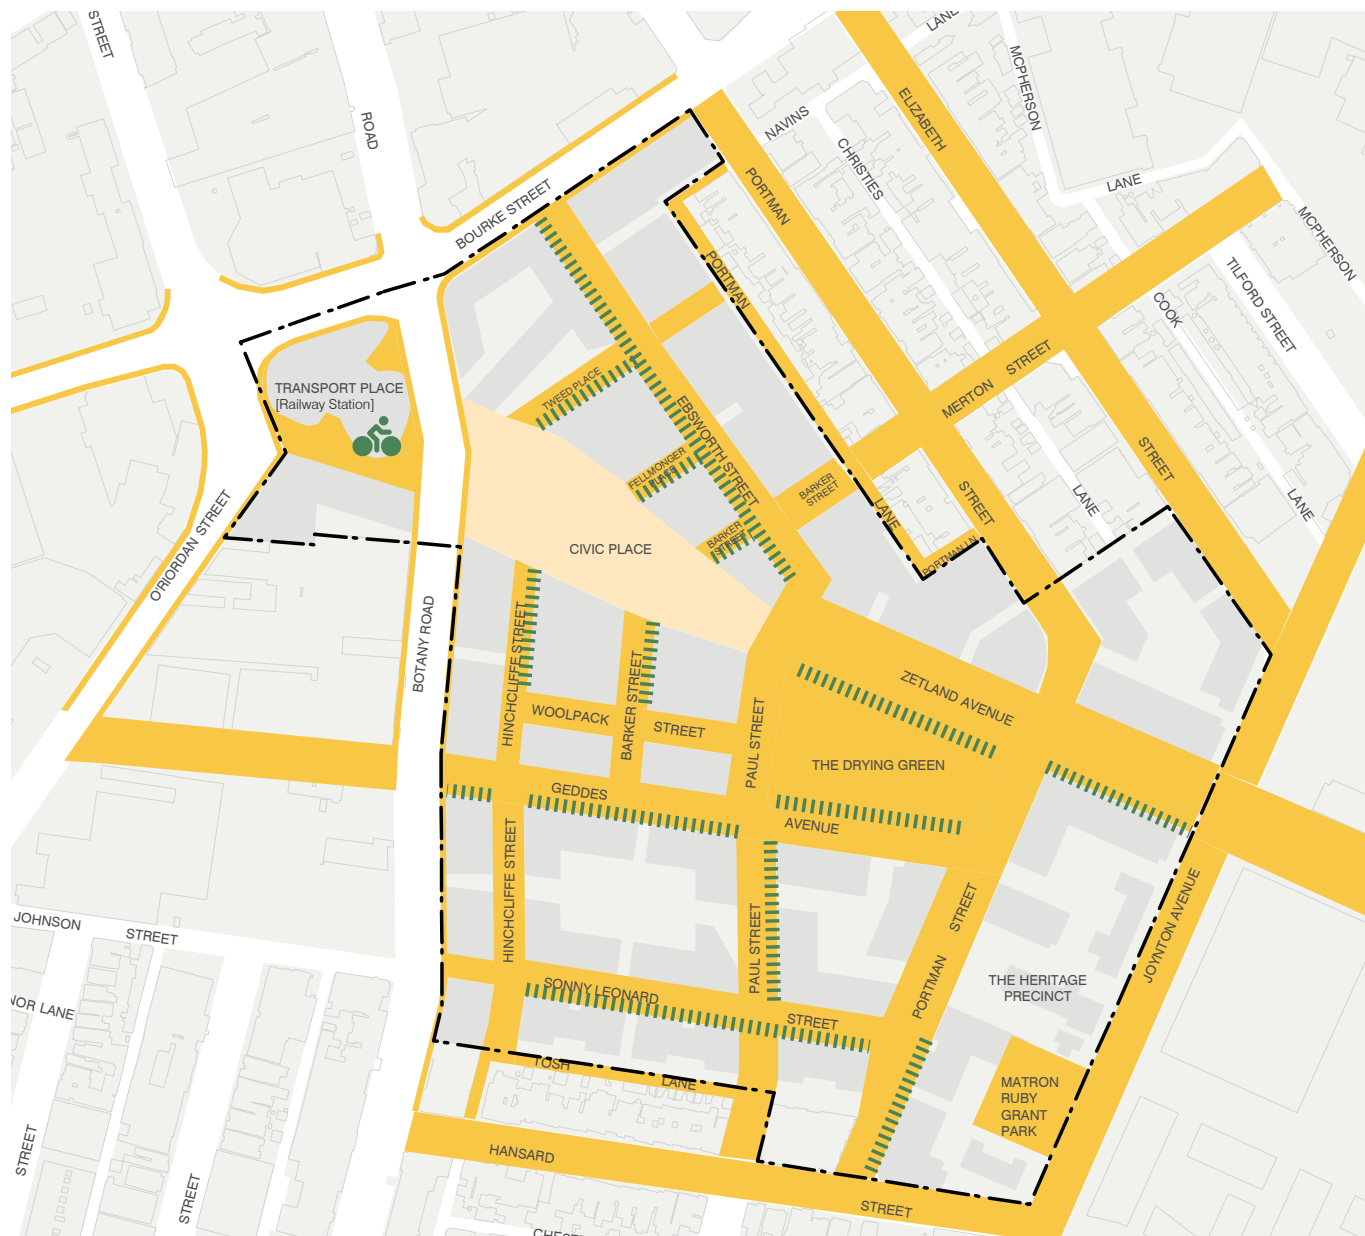 STREET
ROAD
LANE
NAVINS
ELIZABETH
MCPHERSON
CHRISTIES
LANE
MCPHERSON
BOURKE STREET
PORTMAN
PORTMAN
TILFORD STREET
COOK
MERTON STREET
TRANSPORT PLACE
[Railway Station]
TWEED PLACE
EBSWORTH STREET
FELLMONGER
PLACE
BARKER
STREET
BARKER
STREET
LANE
STREET
LANE
STREET
LANE
PORTMAN LN
O'RIORDAN STREET
CIVIC PLACE
BOTANY ROAD
HINCHCLIFFE STREET
BARKER STREET
WOOLPACK
STREET
PAUL STREET
ZETLAND AVENUE
THE DRYING GREEN
GEDDES
AVENUE
HINCHCLIFFE STREET
PAUL STREET
STREET
PORTMAN
JOYNTON AVENUE
JOHNSON
STREET
NOR LANE
SONNY LEONARD
STREET
THE HERITAGE
PRECINCT
TOSH
LANE
MATRON
RUBY
GRANT
PARK
STREET
STREET
HANSARD
STREET